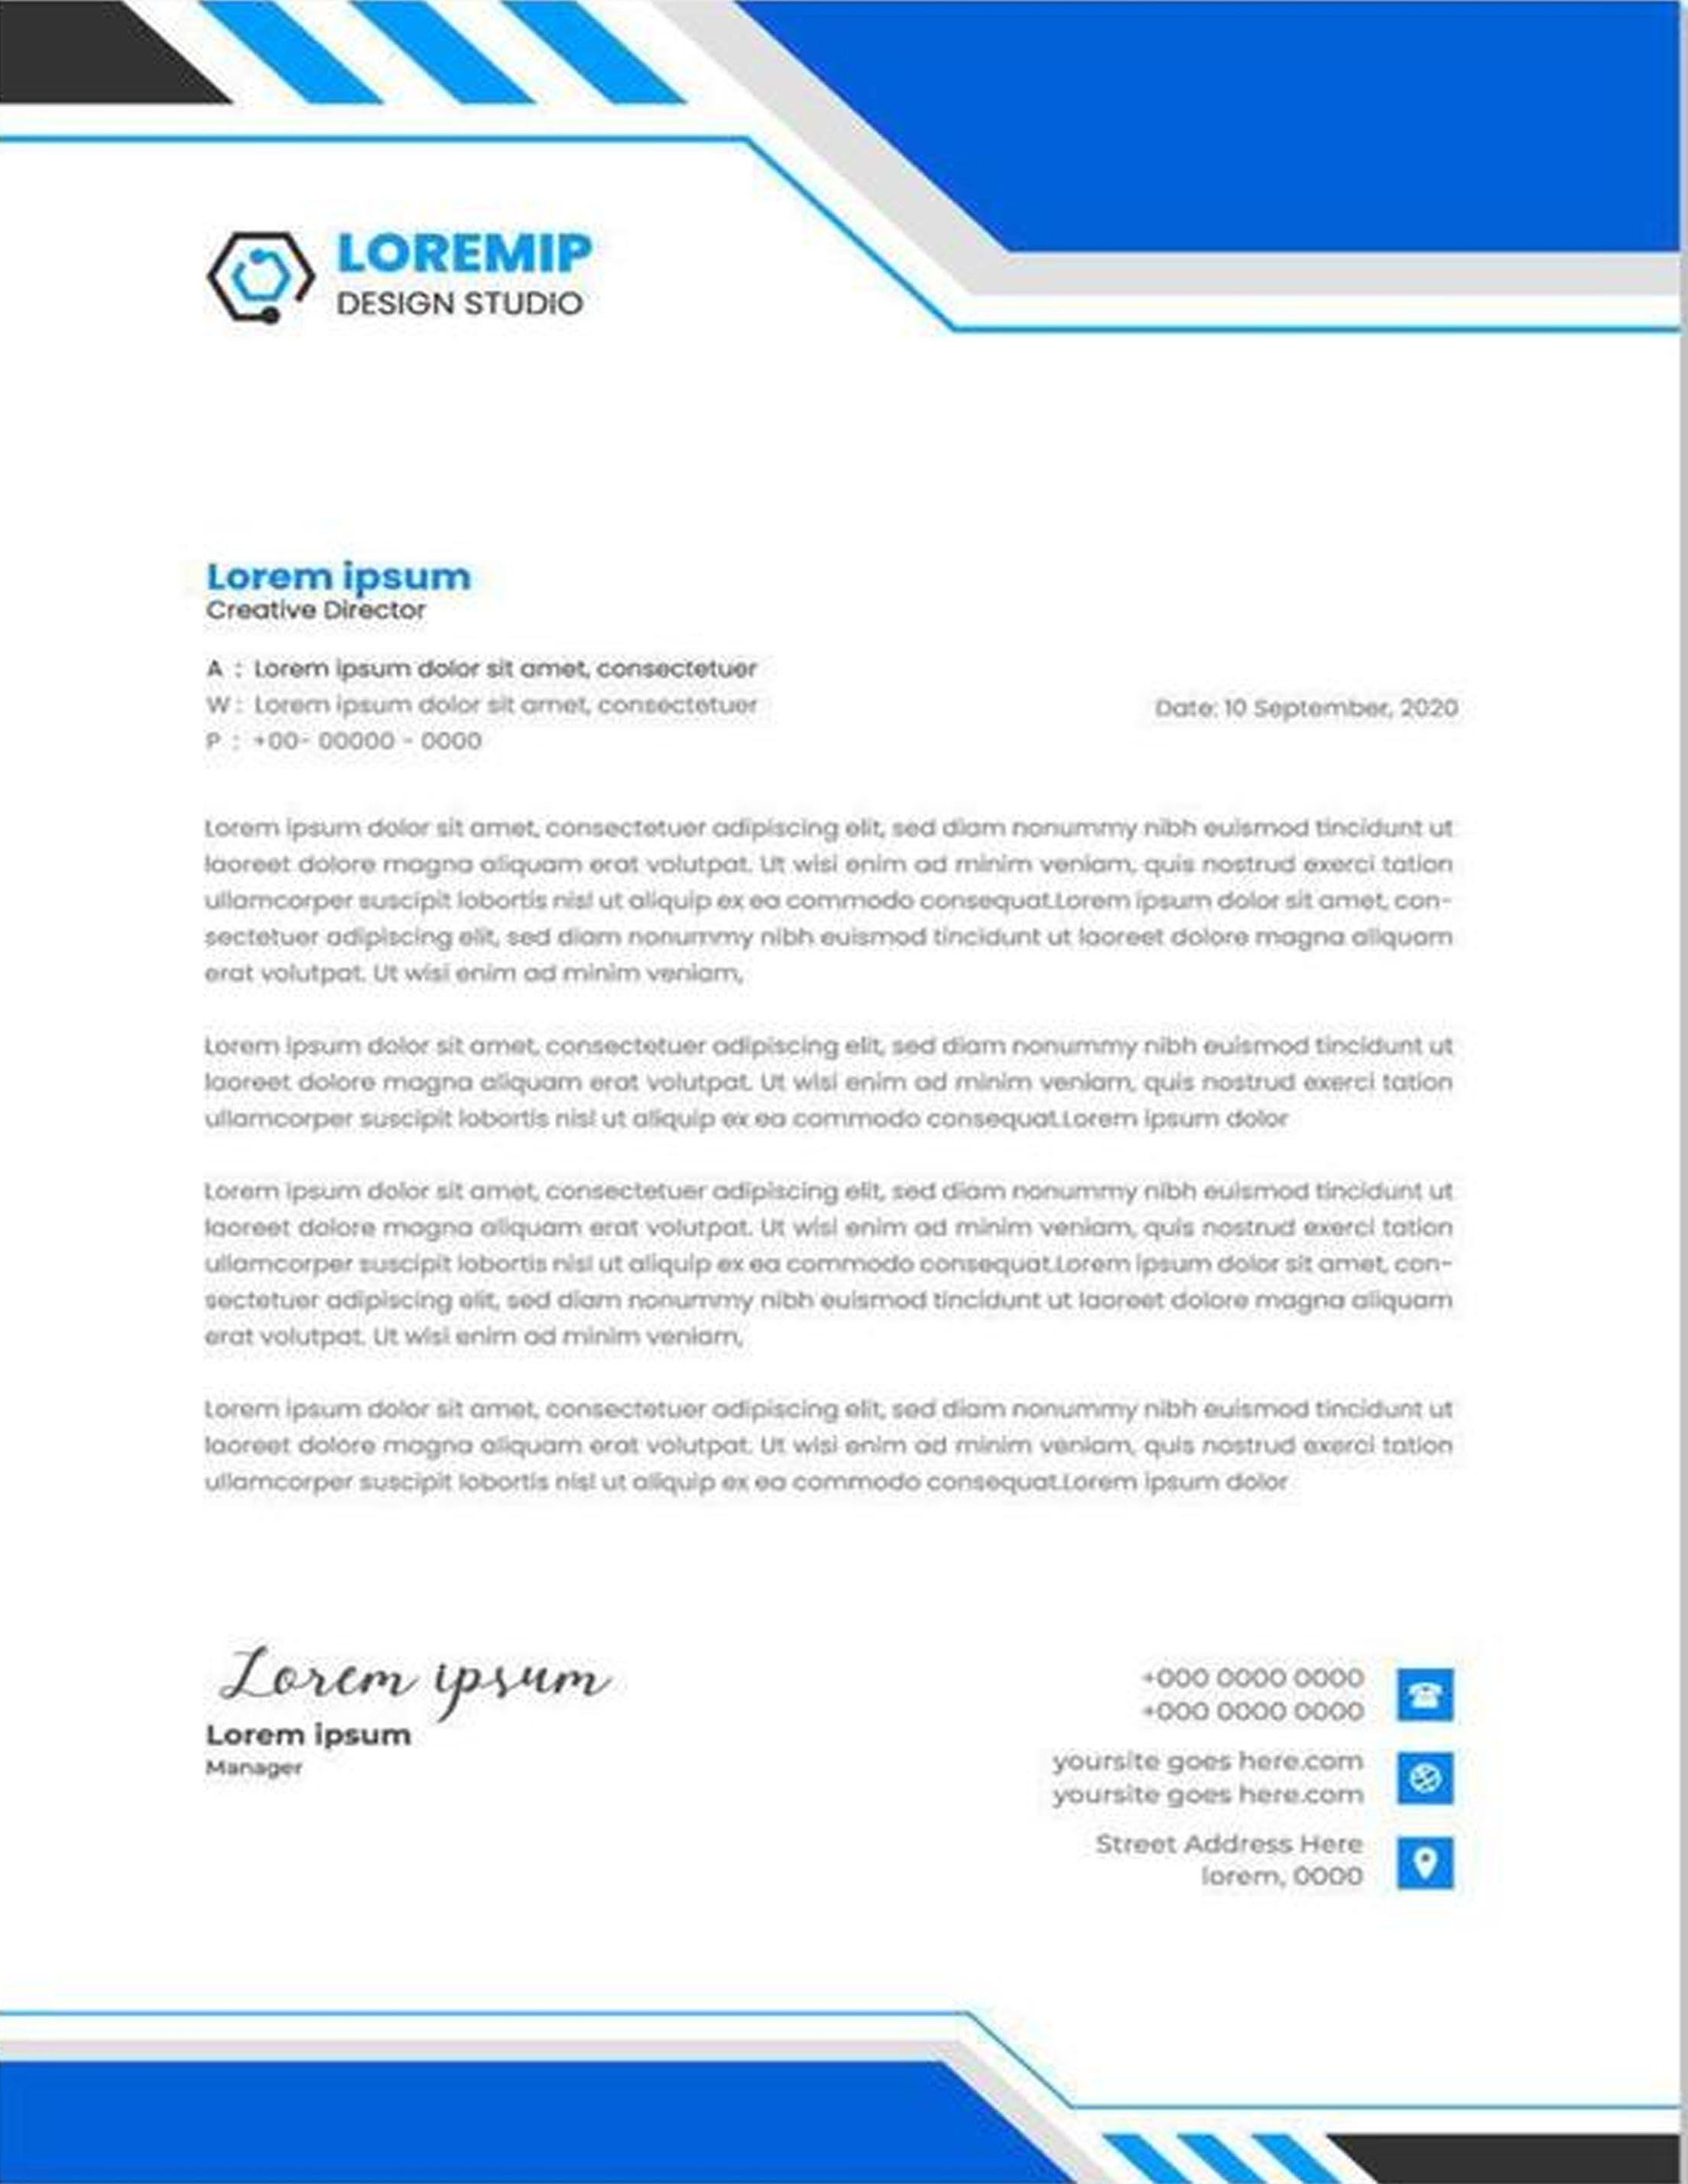 LOREMIP
DESIGN STUDIO
Lorem ipsum
Creative Director
A : Lorem ipsum dolor sit amet, consectetuer
W : Lorem ipsum dolor sit amet, consectetuer
P : +00- 00000 - 0000
Date: 10 September, 2020
Lorem ipsum dolor sit amet, consectetuer adipiscing elit, sed diam nonummy nibh euismod tincidunt ut
laoreet dolore magna aliquam erat volutpat. Ut wisi enim ad minim veniam, quis nostrud exerci tation
ullamcorper suscipit lobortis nisl ut aliquip ex ea commodo consequat.Lorem ipsum dolor sit amet, con-
sectetuer adipiscing elit, sed diam nonummy nibh euismod tincidunt ut laoreet dolore magna aliquam
erat volutpat. Ut wisi enim ad minim veniam,
Lorem ipsum dolor sit amet, consectetuer adipiscing elit, sed diam nonummy nibh euismod tincidunt ut
laoreet dolore magna aliquam erat volutpat. Ut wisi enim ad minim veniam, quis nostrud exerci tation
ullamcorper suscipit lobortis nisl ut aliquip ex ea commodo consequat.Lorem ipsum dolor
Lorem ipsum dolor sit amet, consectetuer adipiscing elit, sed diam nonummy nibh euismod tincidunt ut
laoreet dolore magna aliquam erat volutpat. Ut wisi enim ad minim veniam, quis nostrud exerci tation
ullamcorper suscipit lobortis nisl ut aliquip ex ea commodo consequat.Lorem ipsum dolor sit amet, con-
sectetuer adipiscing elit, sed diam nonummy nibh euismod tincidunt ut laoreet dolore magna aliquam
erat volutpat. Ut wisi enim ad minim veniam,
Lorem ipsum dolor sit amet, consectetuer adipiscing elit, sed diam nonummy nibh euismod tincidunt ut
laoreet dolore magna aliquam erat volutpat. Ut wisi enim ad minim veniam, quis nostrud exerci tation
ullamcorper suscipit lobortis nisl ut aliquip ex ea commodo consequat.Lorem ipsum dolor
Lorem ipsum
Lorem ipsum
Manager
+000 0000 0000
+000 0000 0000
yoursite goes here.com
yoursite goes here.com
Street Address Here
lorem, 0000